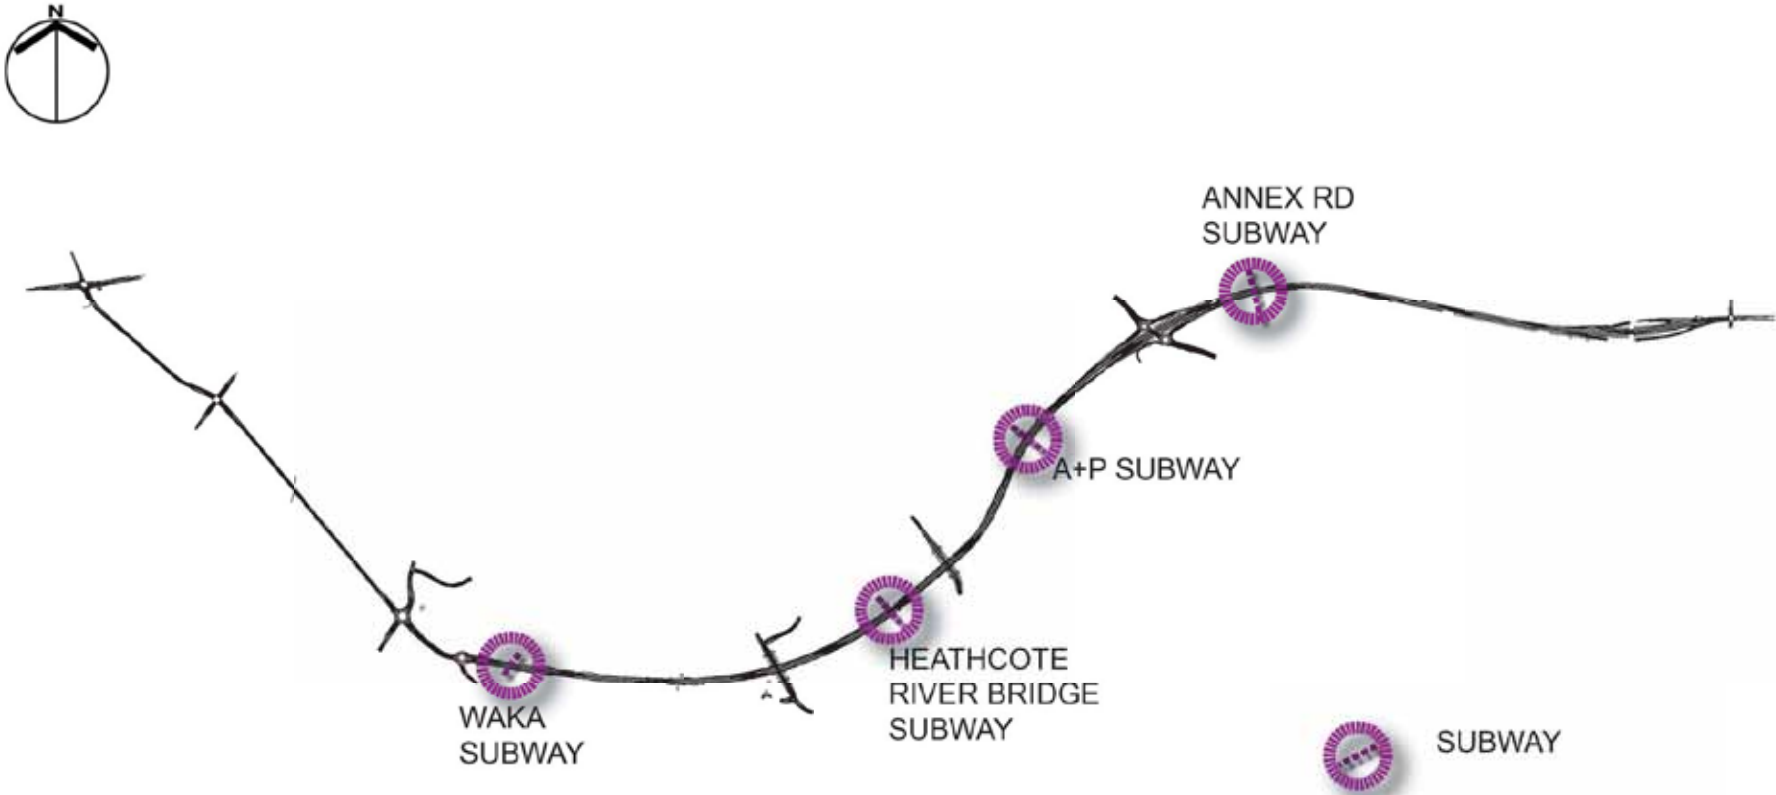 N
ANNEX RD
SUBWAY
A+P SUBWAY
HEATHCOTE
RIVER BRIDGE
SUBWAY
WAKA
SUBWAY
SUBWAY